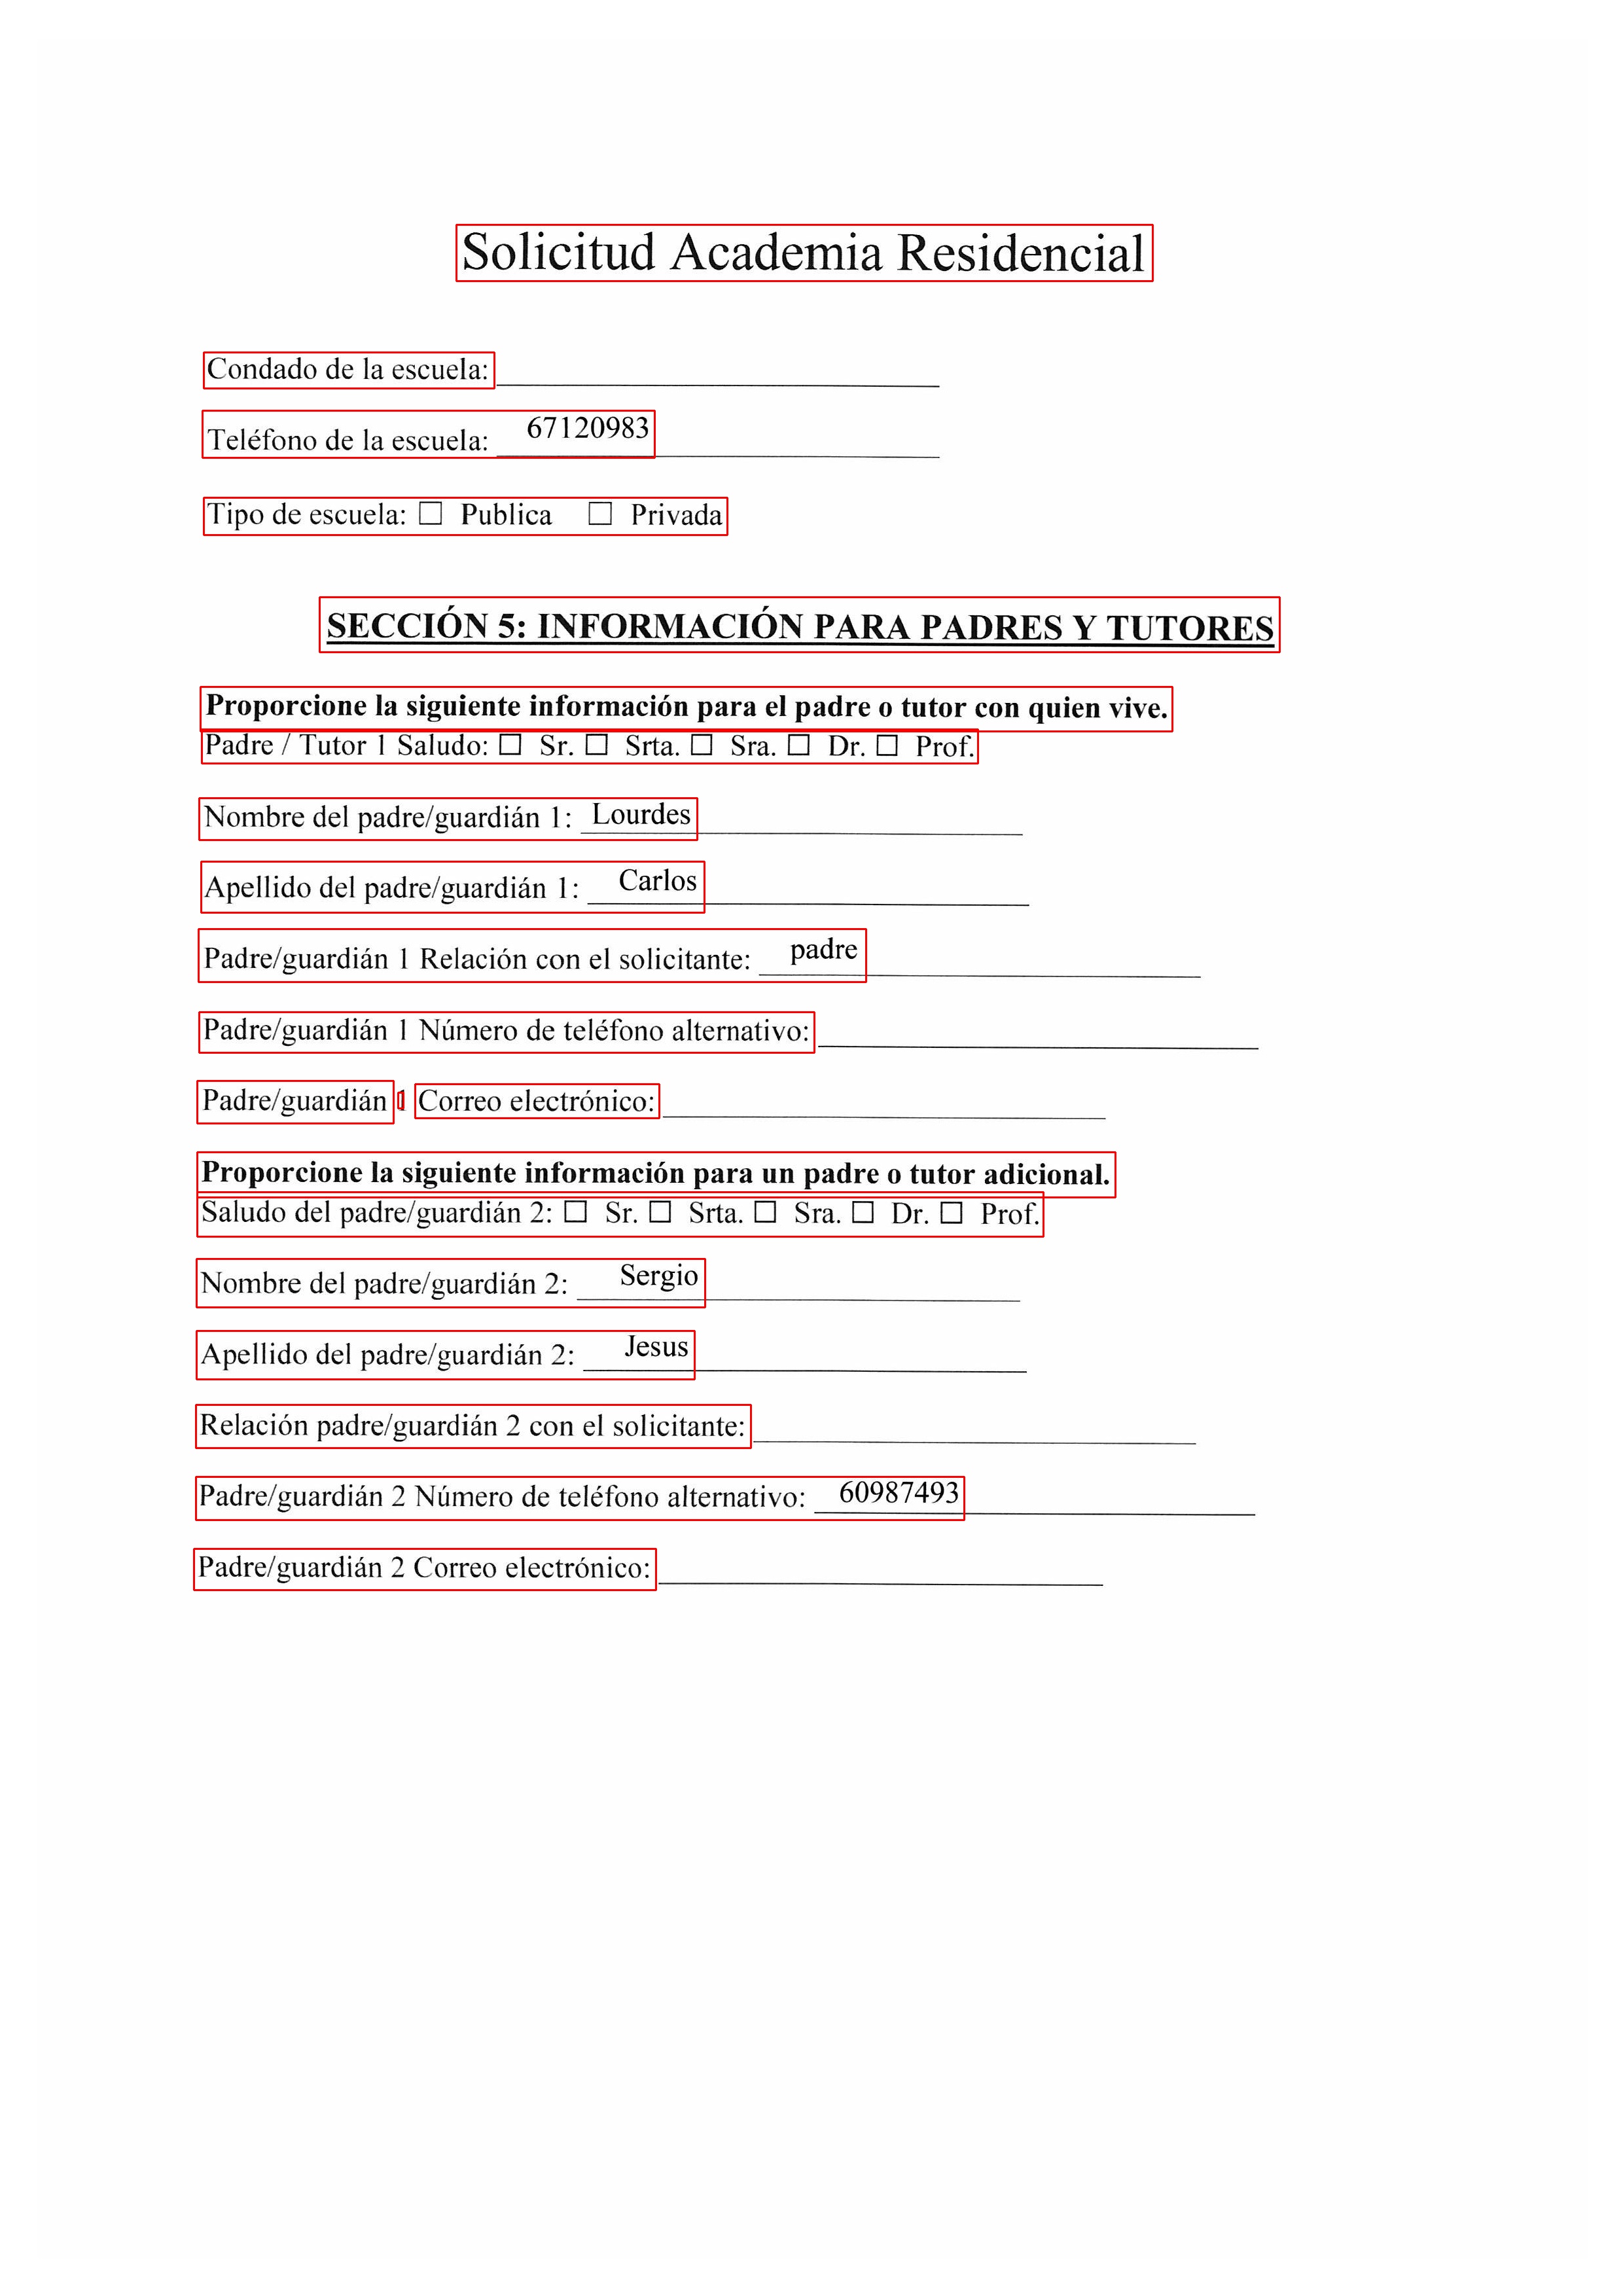 Solicitud Academia Residencial
Condado de la escuela:
Teléfono de la escuela: 67120983
Tipo de escuela: ☐ Publica ☐ Privada
SECCIÓN 5: INFORMACIÓN PARA PADRES Y TUTORES
Proporcione la siguiente información para el padre o tutor con quien vive.
Padre / Tutor 1 Saludo: ☐ Sr. ☐ Srta. ☐ Sra. ☐ Dr. ☐ Prof.
Nombre del padre/guardián 1: Lourdes
Apellido del padre/guardián 1: Carlos
Padre/guardián 1 Relación con el solicitante: padre
Padre/guardián 1 Número de teléfono alternativo:
Padre/guardián 1 Correo electrónico:
Proporcione la siguiente información para un padre o tutor adicional.
Saludo del padre/guardián 2: ☐ Sr. ☐ Srta. ☐ Sra. ☐ Dr. ☐ Prof.
Nombre del padre/guardián 2: Sergio
Apellido del padre/guardián 2: Jesus
Relación padre/guardián 2 con el solicitante:
Padre/guardián 2 Número de teléfono alternativo: 60987493
Padre/guardián 2 Correo electrónico: